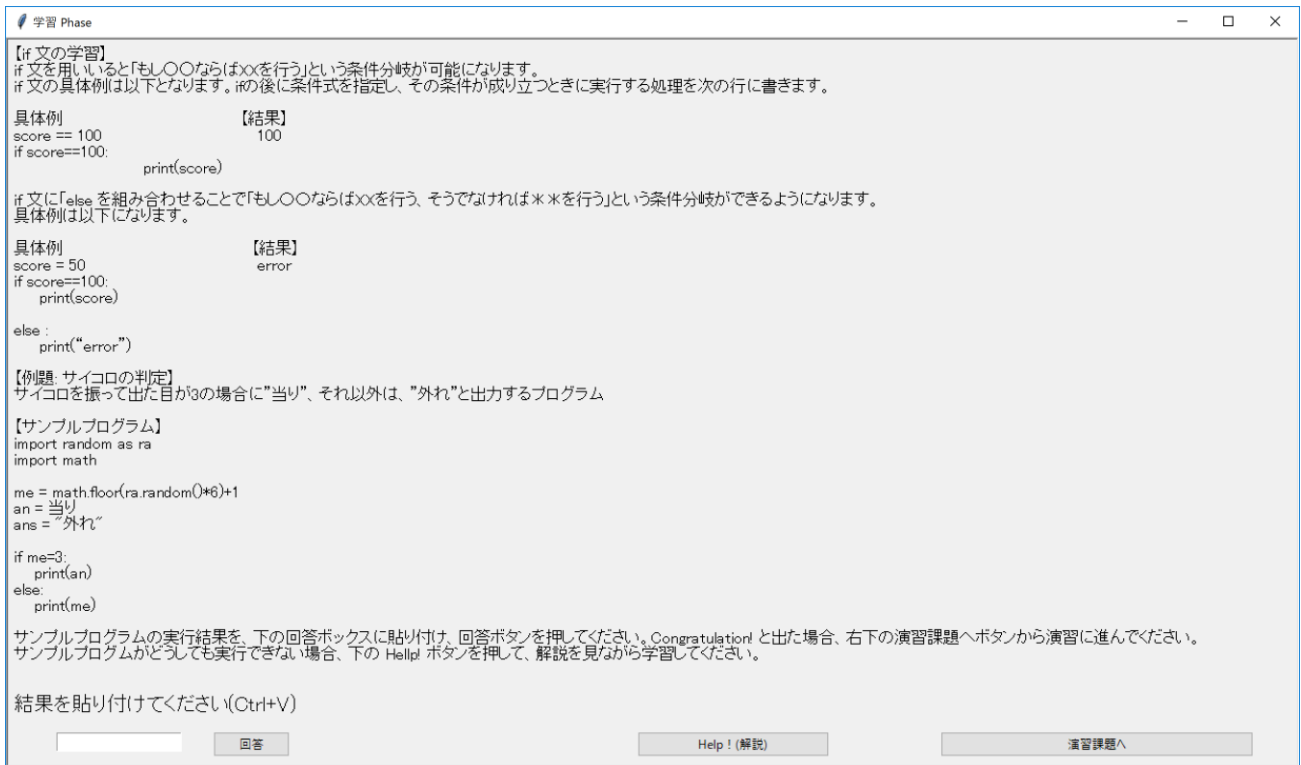 学習 Phase
【if 文の学習】
if 文を用いいると「もし〇〇ならばxxを行う」という条件分岐が可能になります。
if 文の具体例は以下となります。ifの後に条件式を指定し、その条件が成り立つときに実行する処理を次の行に書きます。
具体例 【結果】
score == 100 100
if score==100:
print(score)
if 文に「else を組み合わせることで「もし〇〇ならばxxを行う、そうでなければ＊＊を行う」という条件分岐ができるようになります。
具体例は以下になります。
具体例 【結果】
score = 50 error
if score==100:
print(score)
else :
print(“error”)
【例題: サイコロの判定】
サイコロを振って出た目が3の場合に”当り”、それ以外は、”外れ”と出力するプログラム
【サンプルプログラム】
import random as ra
import math
me = math.floor(ra.random()*6)+1
an = 当り
ans = "外れ"
if me=3:
print(an)
else:
print(me)
サンプルプログラムの実行結果を、下の回答ボックスに貼り付け、回答ボタンを押してください。Congratulation! と出た場合、右下の演習課題へボタンから演習に進んでください。
サンプルプログムがどうしても実行できない場合、下の Hellp! ボタンを押して、解説を見ながら学習してください。
結果を貼り付けてください(Ctrl+V)
回答 Help！(解説) 演習課題へ